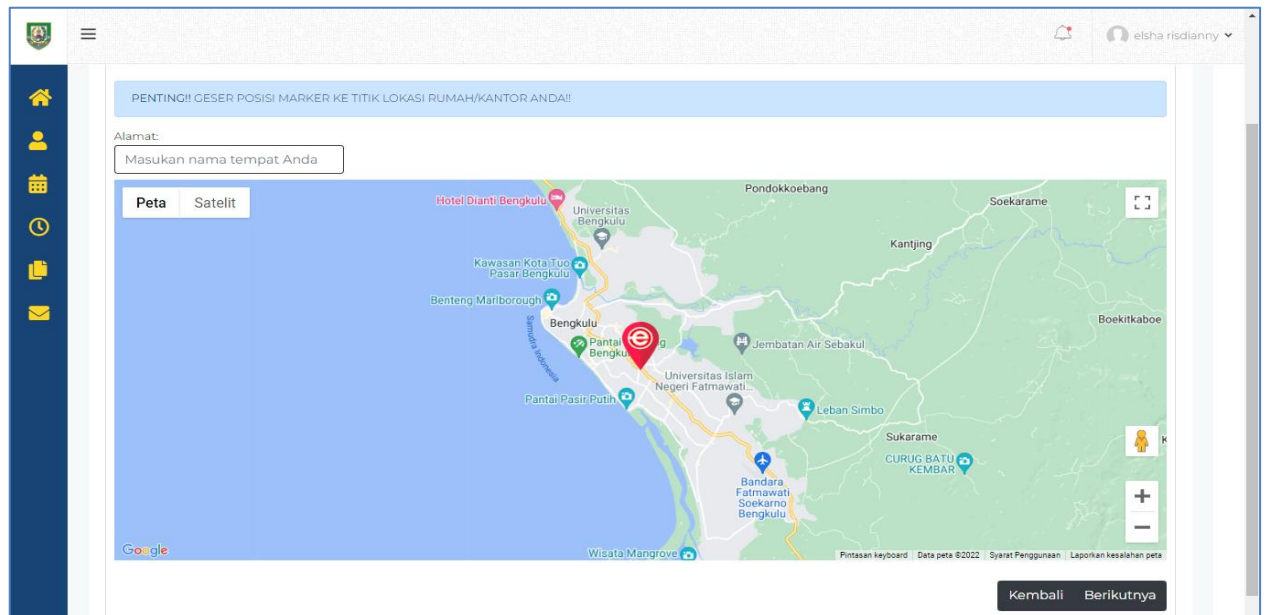 elsha risdianny
PENTING!! GESER POSISI MARKER KE TITIK LOKASI RUMAH/KANTOR ANDA!!
Alamat:
Masukan nama tempat Anda
Peta Satelit
Hotel Dianti Bengkulu
Universitas
Bengkulu
Pondokkoebang
Soekarame
Kantjing
Kawasan Kota Tuo
Pasar Bengkulu
Benteng Marlborough
Bengkulu
Samudra Indonesia
Pantai
Bengku
Jembatan Air Sebakul
Boekitkaboe
Universitas Islam
Negeri Fatmawati...
Pantai Pasir Putih
Leban Simbo
Sukarame
CURUG BATU
KEMBAR
Bandara
Fatmawati
Soekarno
Bengkulu
Wisata Mangrove
Google
Pintasan keyboard Data peta ©2022 Syarat Penggunaan Laporkan kesalahan peta
Kembali Berikutnya